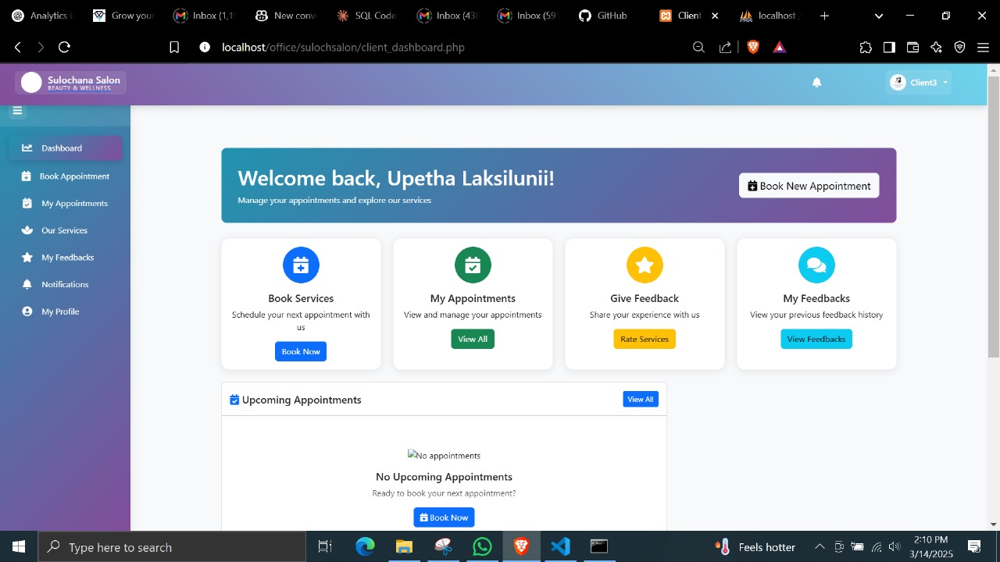 Analytics i
Grow your
Inbox (1,15
New conv
SQL Code
Inbox (438
Inbox (591
GitHub
Client
localhost /
localhost/office/sulochsalon/client_dashboard.php
Sulochana Salon
BEAUTY & WELLNESS
Client3
Dashboard
Book Appointment
My Appointments
Our Services
My Feedbacks
Notifications
My Profile
Welcome back, Upetha Laksilunii!
Manage your appointments and explore our services
Book New Appointment
Book Services
Schedule your next appointment with
us
Book Now
My Appointments
View and manage your appointments
View All
Give Feedback
Share your experience with us
Rate Services
My Feedbacks
View your previous feedback history
View Feedbacks
Upcoming Appointments
View All
No appointments
No Upcoming Appointments
Ready to book your next appointment?
Book Now
Type here to search
Feels hotter
2:10 PM
3/14/2025